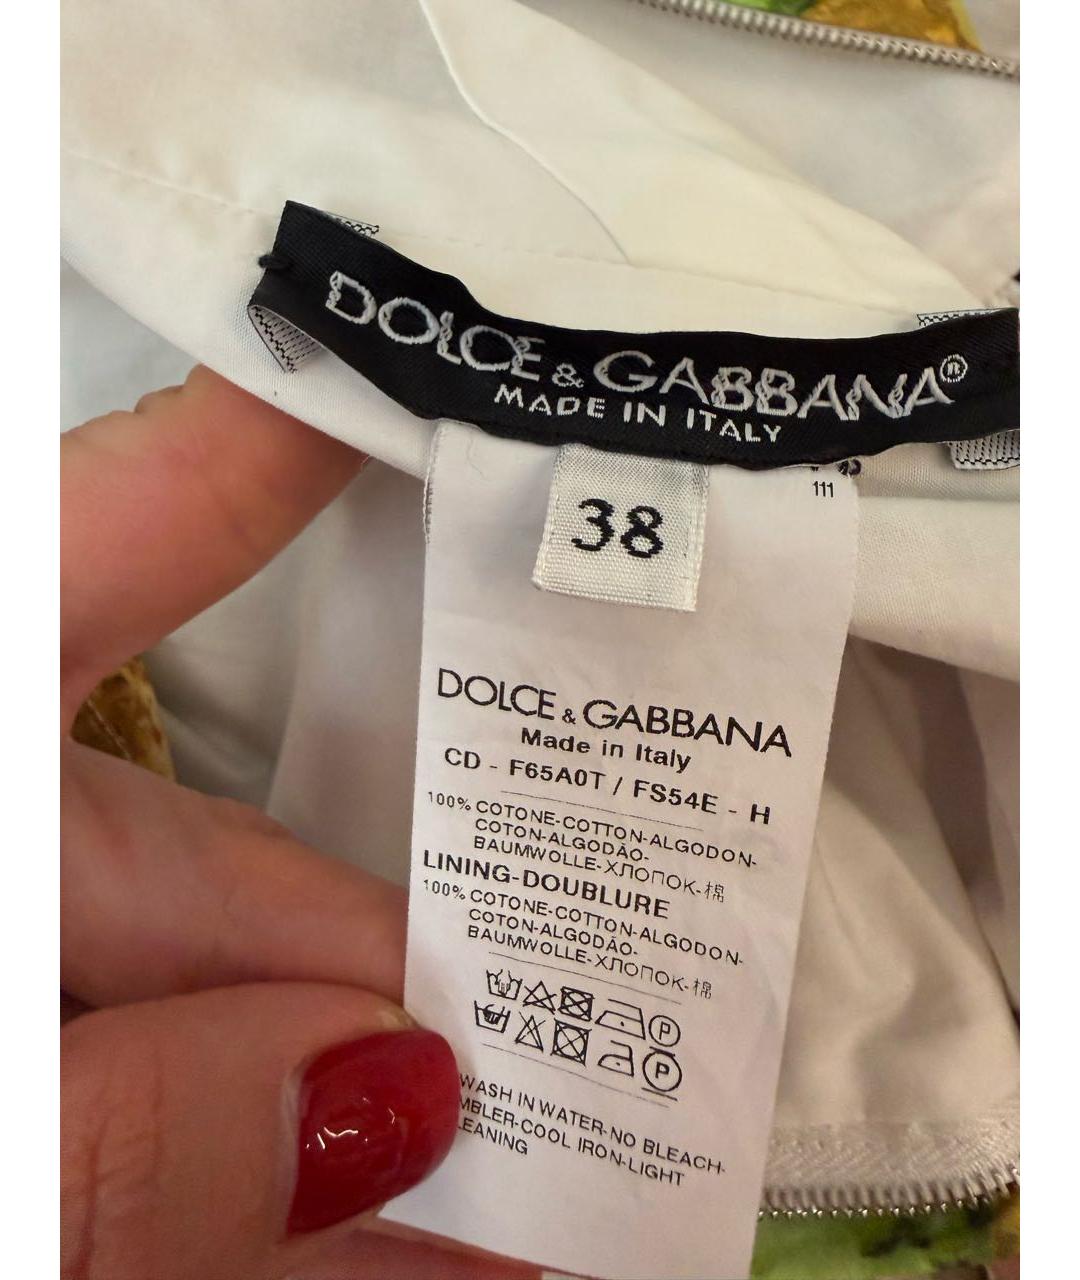 DOLCE & GABBANA®
MADE IN ITALY
111
38
DOLCE & GABBANA
Made in Italy
CD - F65A0T / FS54E - H
100% COTONE-COTTON-ALGODON-
COTON-ALGODÃO-
BAUMWOLLE-ХЛОПОК-棉
LINING-DOUBLURE
100% COTONE-COTTON-ALGODON-
COTON-ALGODÃO-
BAUMWOLLE-ХЛОПОК-棉
P
P
WASH IN WATER-NO BLEACH-
COOL IRON-LIGHT